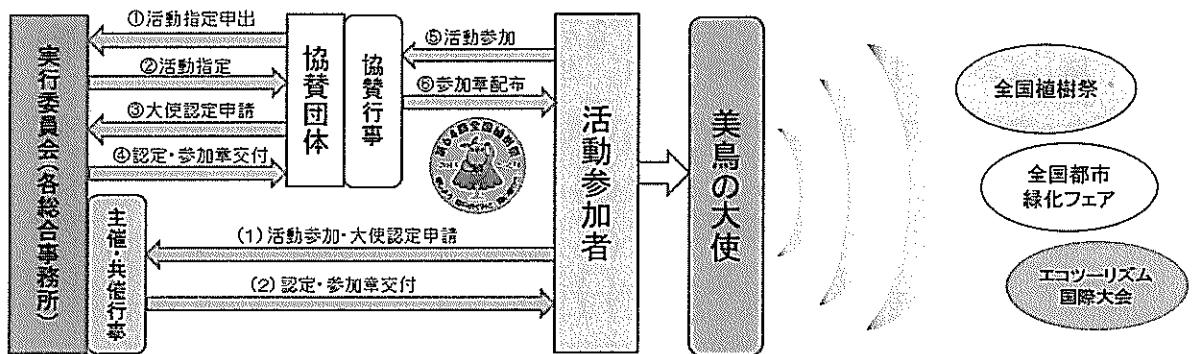 実行委員会(各総合事務所)
①活動指定申出
②活動指定
③大使認定申請
④認定・参加章交付
協賛団体
協賛行事
⑤活動参加
⑥参加章配布
主催・共催行事
(1)活動参加・大使認定申請
(2)認定・参加章交付
活動参加者
美鳥の大使
全国植樹祭
全国都市
緑化フェア
エコツーリズム
国際大会